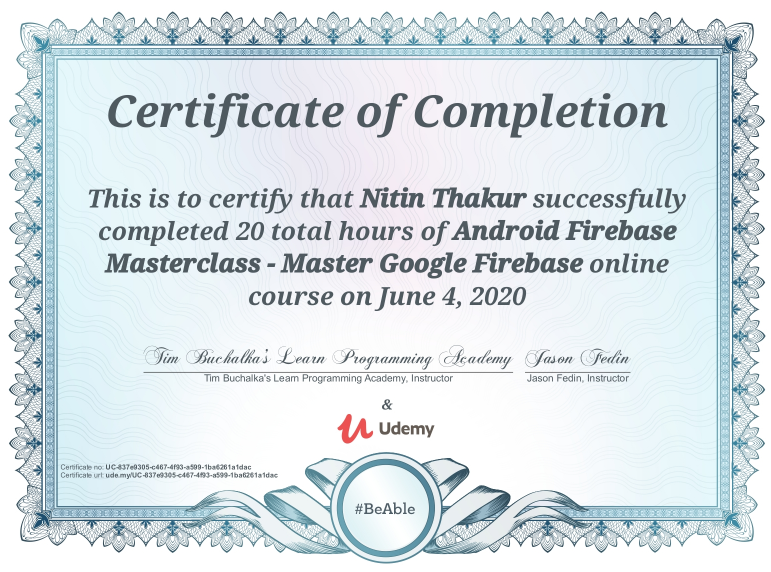 Certificate of Completion
This is to certify that Nitin Thakur successfully
completed 20 total hours of Android Firebase
Masterclass - Master Google Firebase online
course on June 4, 2020
Tim Buchalka's Learn Programming Academy Jason Fedin
Tim Buchalka's Learn Programming Academy, Instructor Jason Fedin, Instructor
&
Udemy
Certificate no: UC-837e9305-c467-4f93-a599-1ba6261a1dac
Certificate url: ude.my/UC-837e9305-c467-4f93-a599-1ba6261a1dac
#BeAble